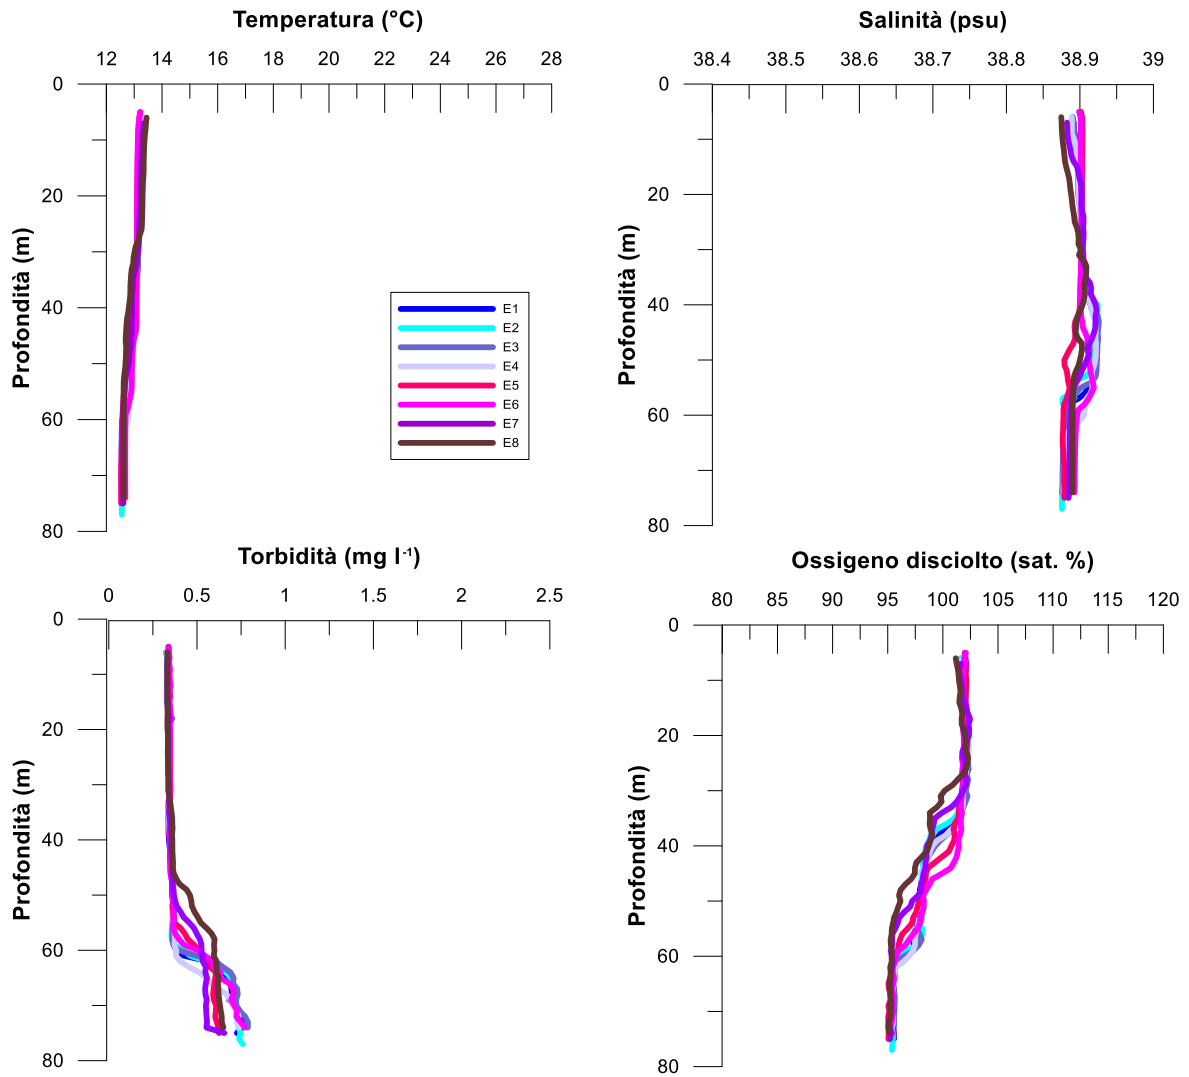 Temperatura (°C)
12 14 16 18 20 22 24 26 28
0
20
40
60
80
Profondità (m)
E1
E2
E3
E4
E5
E6
E7
E8
Salinità (psu)
38.4 38.5 38.6 38.7 38.8 38.9 39
0
20
40
60
80
Profondità (m)
Torbidità (mg l⁻¹)
0 0.5 1 1.5 2 2.5
0
20
40
60
80
Profondità (m)
Ossigeno disciolto (sat. %)
80 85 90 95 100 105 110 115 120
0
20
40
60
80
Profondità (m)